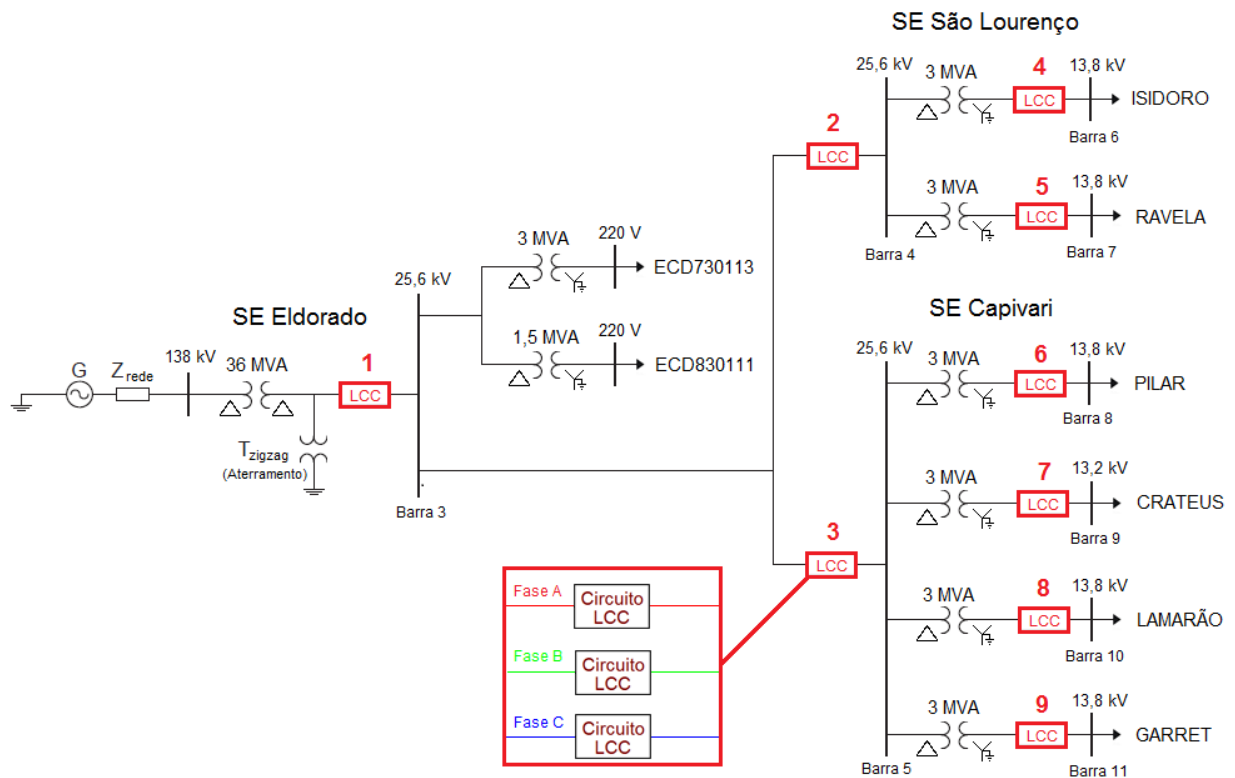 SE São Lourenço
25,6 kV
3 MVA
4
13,8 kV
LCC
ISIDORO
Barra 6
2
LCC
3 MVA
5
13,8 kV
LCC
RAVELA
Barra 4
Barra 7
3 MVA
220 V
ECD730113
25,6 kV
SE Eldorado
1,5 MVA
220 V
ECD830111
138 kV
36 MVA
1
LCC
G
Z rede
Tzigzag
(Aterramento)
Barra 3
SE Capivari
25,6 kV
3 MVA
6
13,8 kV
LCC
PILAR
Barra 8
3 MVA
7
13,2 kV
LCC
CRATEUS
Barra 9
3
LCC
3 MVA
8
13,8 kV
LCC
LAMARÃO
Barra 10
3 MVA
9
13,8 kV
LCC
GARRET
Barra 5
Barra 11
Fase A
Circuito
LCC
Fase B
Circuito
LCC
Fase C
Circuito
LCC